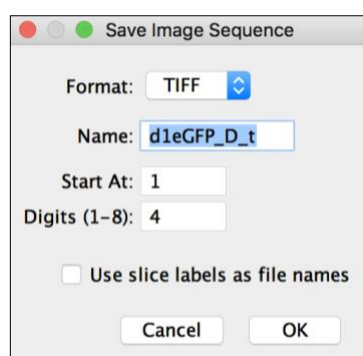 Save Image Sequence
Format: TIFF
Name: d1eGFP_D_t
Start At: 1
Digits (1-8): 4
Use slice labels as file names
Cancel OK